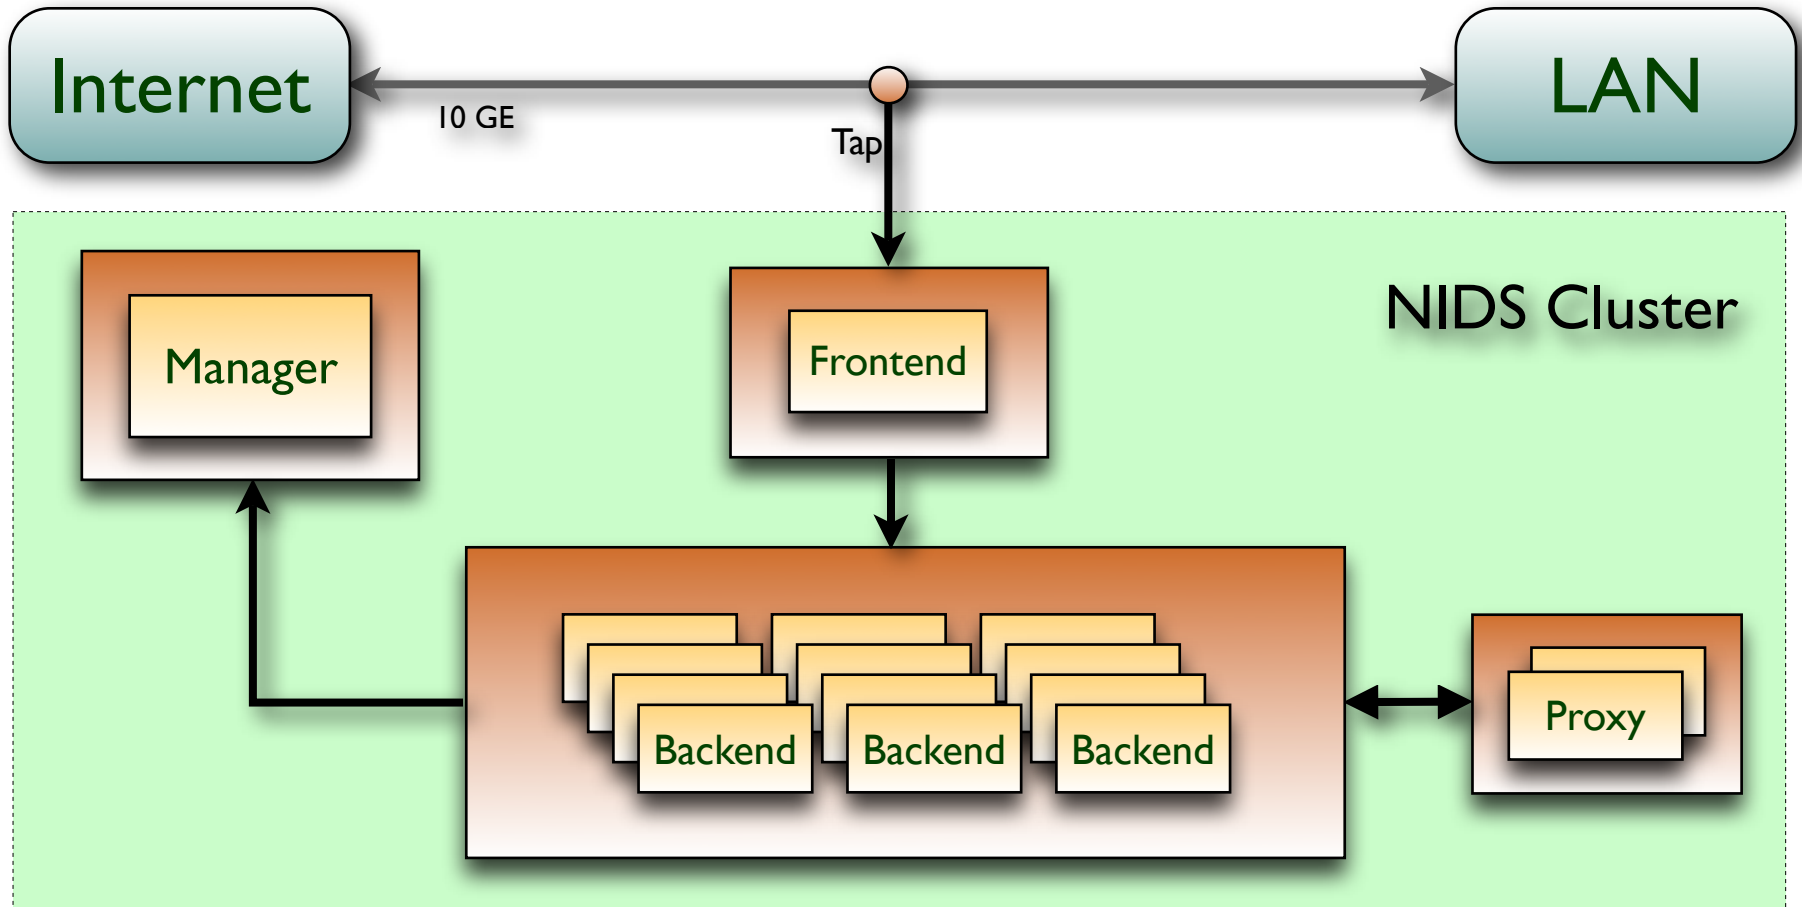 Internet
LAN
10 GE
Tap
NIDS Cluster
Manager
Frontend
Backend
Backend
Backend
Proxy